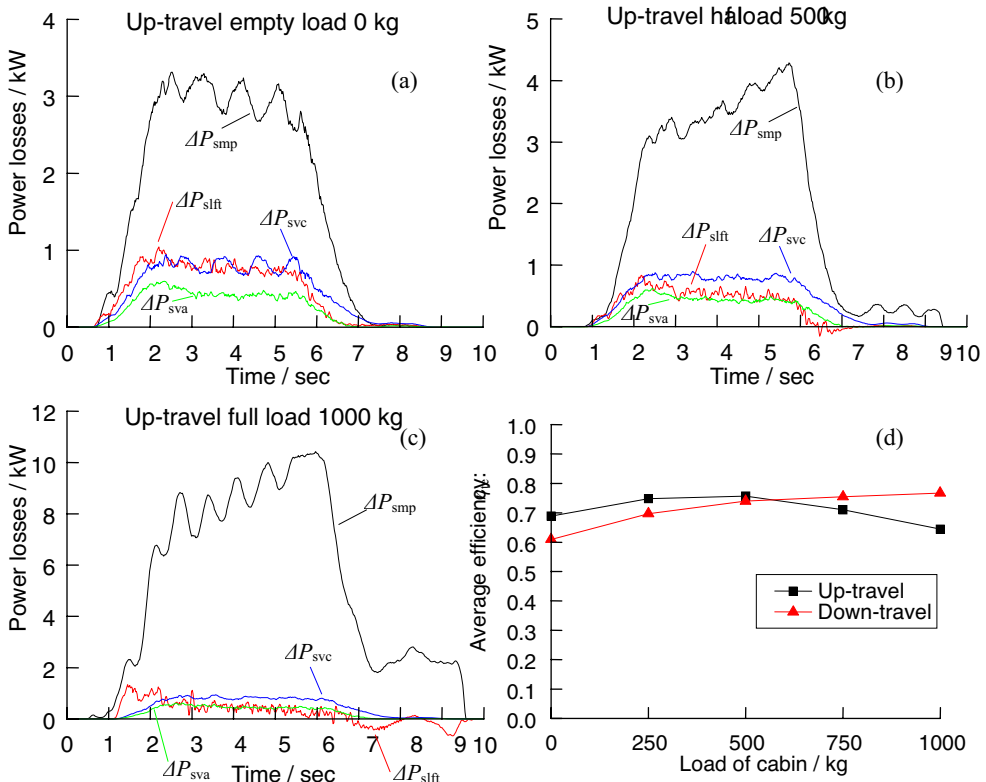 Up-travel empty load 0 kg
(a)
Power losses / kW
4
3
2
1
0
ΔPsmp
ΔPslft
ΔPsvc
ΔPsva
0 1 2 3 4 5 6 7 8 9 10
Time / sec
Up-travel half load 500kg
(b)
Power losses / kW
5
4
3
2
1
0
ΔPsmp
ΔPslft
ΔPsvc
ΔPsva
0 1 2 3 4 5 6 7 8 9 10
Time / sec
Up-travel full load 1000 kg
(c)
Power losses / kW
12
10
8
6
4
2
0
ΔPsmp
ΔPsvc
ΔPsva
ΔPslft
0 1 2 3 4 5 6 7 8 9 10
Time / sec
(d)
Average efficiency:
1.0
0.9
0.8
0.7
0.6
0.5
0.4
0.3
0.2
0.1
0.0
Up-travel
Down-travel
0 250 500 750 1000
Load of cabin / kg